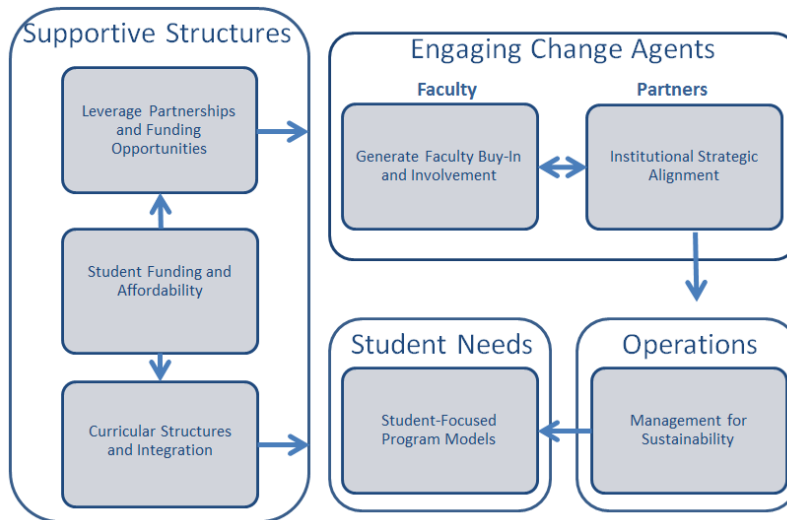 Supportive Structures
Leverage Partnerships
and Funding
Opportunities
Student Funding and
Affordability
Curricular Structures
and Integration
Engaging Change Agents
Faculty
Partners
Generate Faculty Buy-In
and Involvement
Institutional Strategic
Alignment
Student Needs
Student-Focused
Program Models
Operations
Management for
Sustainability